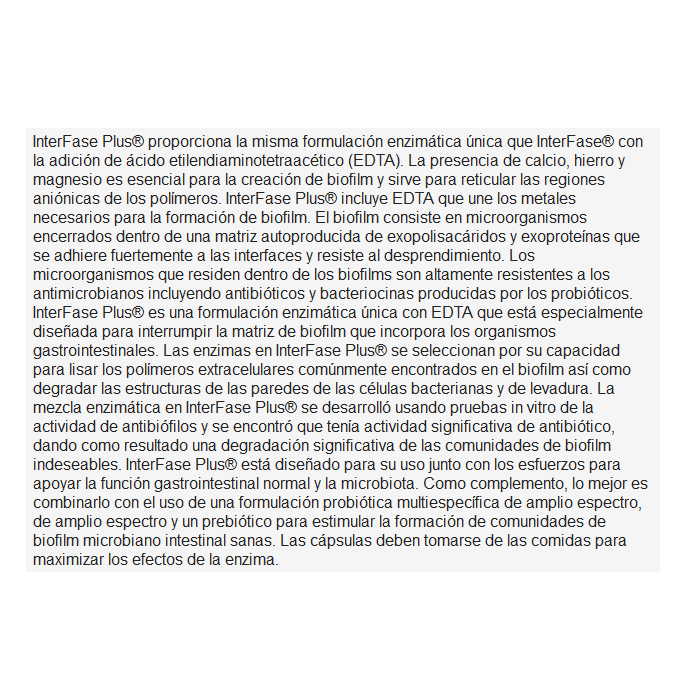 InterFase Plus® proporciona la misma formulación enzimática única que InterFase® con
la adición de ácido etilendiaminotetraacético (EDTA). La presencia de calcio, hierro y
magnesio es esencial para la creación de biofilm y sirve para reticular las regiones
aniónicas de los polímeros. InterFase Plus® incluye EDTA que une los metales
necesarios para la formación de biofilm. El biofilm consiste en microorganismos
encerrados dentro de una matriz autoproducida de exopolisacáridos y exoproteínas que
se adhiere fuertemente a las interfaces y resiste al desprendimiento. Los
microorganismos que residen dentro de los biofilms son altamente resistentes a los
antimicrobianos incluyendo antibióticos y bacteriocinas producidas por los probióticos.
InterFase Plus® es una formulación enzimática única con EDTA que está especialmente
diseñada para interrumpir la matriz de biofilm que incorpora los organismos
gastrointestinales. Las enzimas en InterFase Plus® se seleccionan por su capacidad
para lisar los polímeros extracelulares comúnmente encontrados en el biofilm así como
degradar las estructuras de las paredes de las células bacterianas y de levadura. La
mezcla enzimática en InterFase Plus® se desarrolló usando pruebas in vitro de la
actividad de antibiófilos y se encontró que tenía actividad significativa de antibiótico,
dando como resultado una degradación significativa de las comunidades de biofilm
indeseables. InterFase Plus® está diseñado para su uso junto con los esfuerzos para
apoyar la función gastrointestinal normal y la microbiota. Como complemento, lo mejor es
combinarlo con el uso de una formulación probiótica multiespecífica de amplio espectro,
de amplio espectro y un prebiótico para estimular la formación de comunidades de
biofilm microbiano intestinal sanas. Las cápsulas deben tomarse de las comidas para
maximizar los efectos de la enzima.